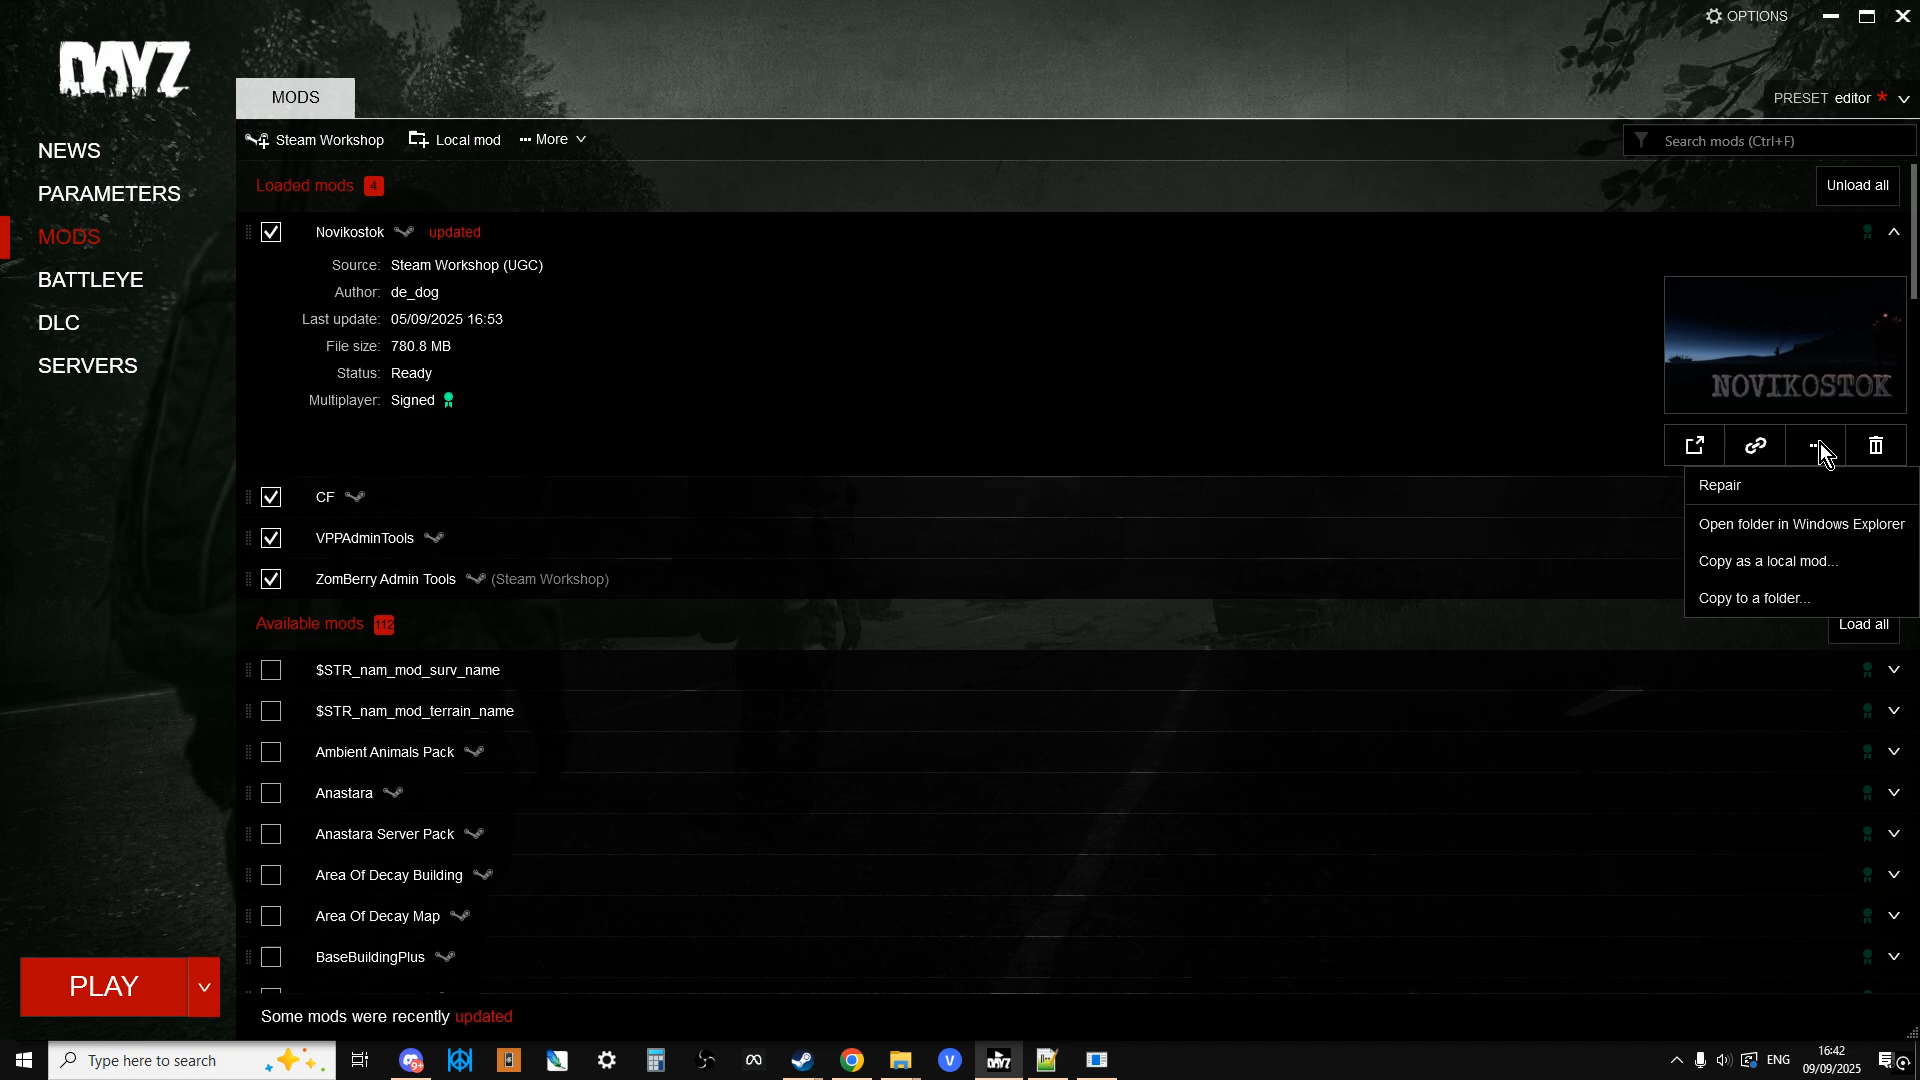 OPTIONS
DAYZ
MODS
PRESET editor *
NEWS
PARAMETERS
MODS
BATTLEYE
DLC
SERVERS
Steam Workshop
Local mod
More
Search mods (Ctrl+F)
Loaded mods 4
Unload all
Novikostok updated
Source: Steam Workshop (UGC)
Author: de_dog
Last update: 05/09/2025 16:53
File size: 780.8 MB
Status: Ready
Multiplayer: Signed
NOVIKOSTOK
Repair
Open folder in Windows Explorer
Copy as a local mod...
Copy to a folder...
CF
VPPAdminTools
ZomBerry Admin Tools (Steam Workshop)
Available mods 112
Load all
$STR_nam_mod_surv_name
$STR_nam_mod_terrain_name
Ambient Animals Pack
Anastara
Anastara Server Pack
Area Of Decay Building
Area Of Decay Map
BaseBuildingPlus
PLAY
Some mods were recently updated
Type here to search
9+
V
DAYZ
ENG
16:42
09/09/2025